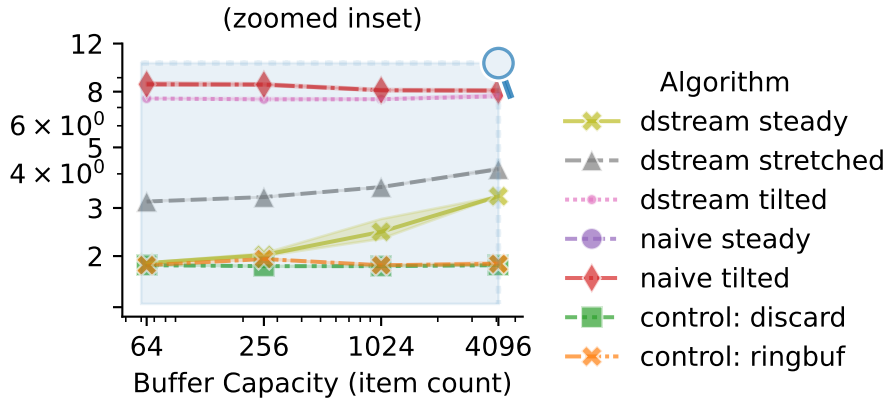 (zoomed inset)
12
8
6 × 10⁰
5
4 × 10⁰
3
2
64 256 1024 4096
Buffer Capacity (item count)
Algorithm
dstream steady
dstream stretched
dstream tilted
naive steady
naive tilted
control: discard
control: ringbuf